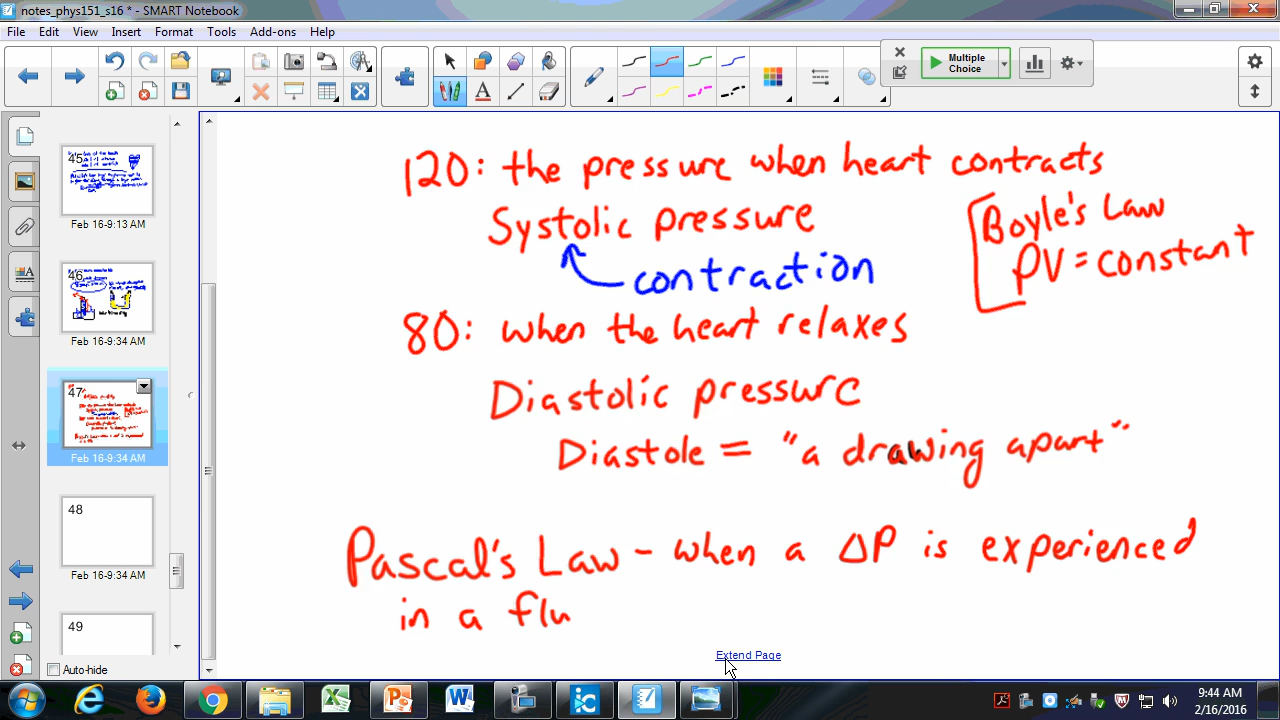 notes_phys151_s16 * - SMART Notebook
File Edit View Insert Format Tools Add-ons Help
Multiple
Choice
45
Feb 16-9:13 AM
46
Feb 16-9:34 AM
47
Feb 16-9:34 AM
48
Feb 16-9:34 AM
49
Auto-hide
120: the pressure when heart contracts
Systolic pressure
contraction
Boyle's Law
PV = constant
80: when the heart relaxes
Diastolic pressure
Diastole = "a drawing apart"
Pascal's Law - when a ΔP is experienced
in a flu
Extend Page
9:44 AM
2/16/2016